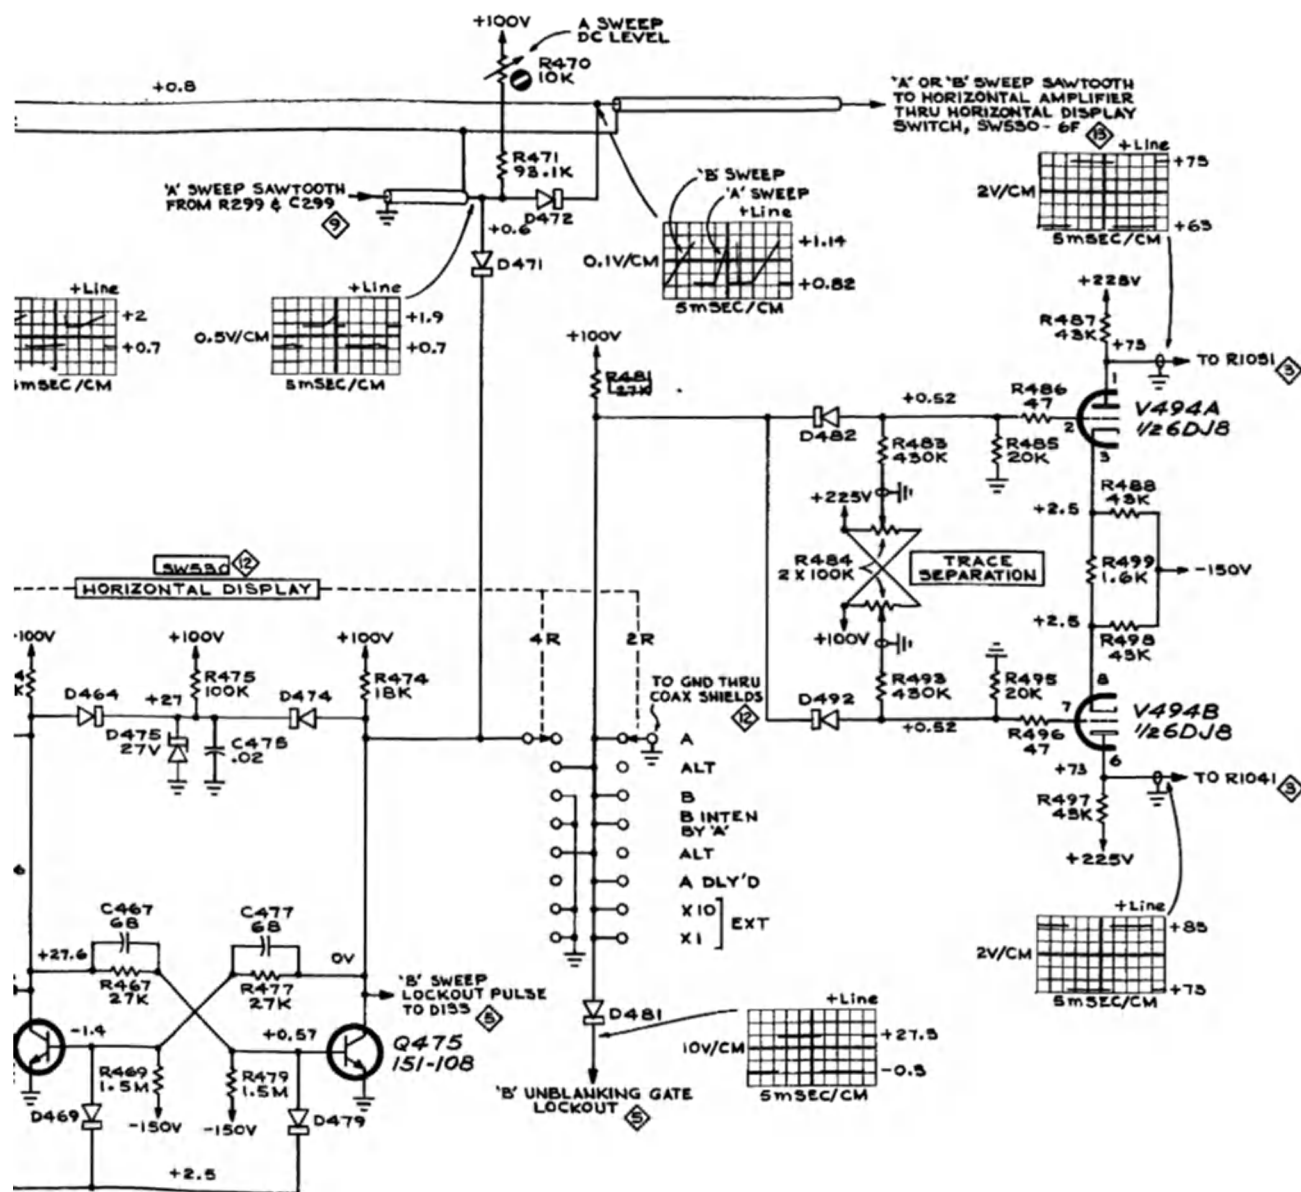 +100V
A SWEEP
DC LEVEL
R470
10K
+0.8
'A' OR 'B' SWEEP SAWTOOTH
TO HORIZONTAL AMPLIFIER
THRU HORIZONTAL DISPLAY
SWITCH, SW530-6F
13
R471
93.1K
'A' SWEEP SAWTOOTH
FROM R299 & C299
9
D472
+0.6
D471
'B' SWEEP
'A' SWEEP
+Line
0.1V/CM
+1.14
+0.82
5mSEC/CM
+Line
2V/CM
+75
+63
5mSEC/CM
+Line
+2
+0.7
mSEC/CM
+Line
0.5V/CM
+1.9
+0.7
5mSEC/CM
+100V
R481
27K
+225V
R487
43K
+73
TO R1051
3
1
2
3
V494A
1/2 6DJ8
R486
47
+0.52
D482
R483
430K
R485
20K
+225V
R484
2 X 100K
TRACE
SEPARATION
+100V
R488
43K
+2.5
R499
1.6K
-150V
+2.5
R498
43K
SW530
12
HORIZONTAL DISPLAY
+100V
+100V
+100V
4R
2R
R475
100K
R474
18K
D464
+27
D474
D475
27V
C475
.02
TO GND THRU
COAX SHIELDS
12
D492
R493
430K
R495
20K
+0.52
R496
47
8
7
6
V494B
1/2 6DJ8
+73
TO R1041
3
R497
43K
+225V
A
ALT
B
B INTEN
BY 'A'
ALT
A DLY'D
X10
X1
EXT
C467
68
C477
68
+27.6
R467
27K
R477
27K
0V
'B' SWEEP
LOCKOUT PULSE
TO D155
5
-1.4
+0.57
Q475
151-108
R469
1.5M
R479
1.5M
D469
D479
-150V
-150V
+2.5
D481
'B' UNBLANKING GATE
LOCKOUT
5
+Line
10V/CM
+27.5
-0.5
5mSEC/CM
+Line
2V/CM
+85
+73
5mSEC/CM